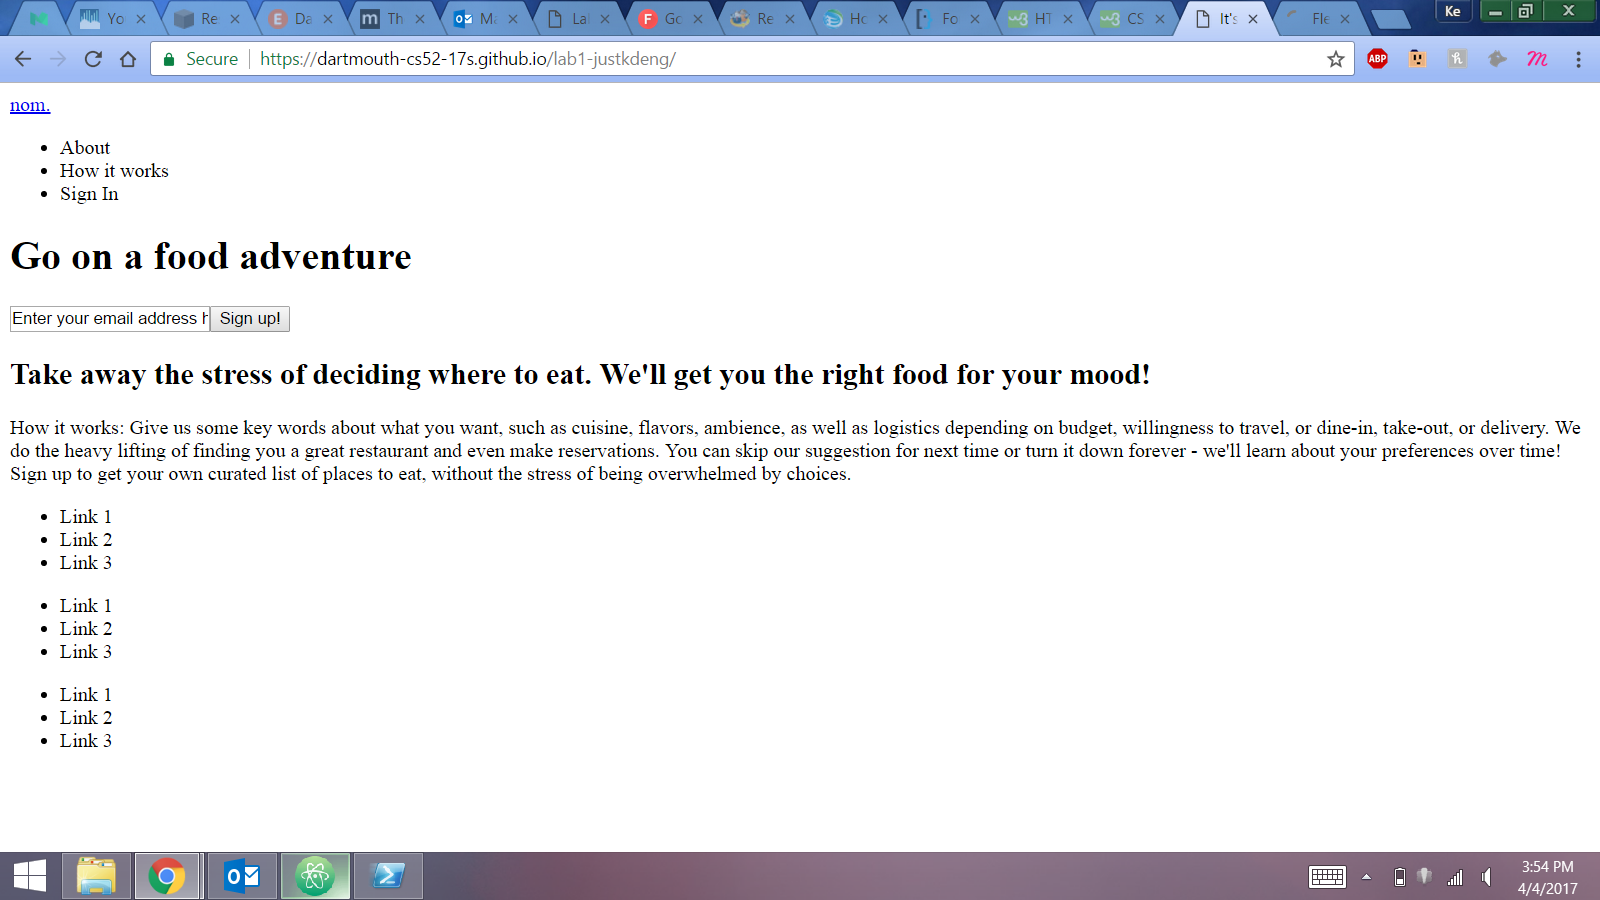 Yo Re Da Th Ma Lal Go Re Ho Fo HT CS It's Fle Ke
Secure https://dartmouth-cs52-17s.github.io/lab1-justkdeng/ ABP
nom.
About
How it works
Sign In
Go on a food adventure
Enter your email address h Sign up!
Take away the stress of deciding where to eat. We'll get you the right food for your mood!
How it works: Give us some key words about what you want, such as cuisine, flavors, ambience, as well as logistics depending on budget, willingness to travel, or dine-in, take-out, or delivery. We
do the heavy lifting of finding you a great restaurant and even make reservations. You can skip our suggestion for next time or turn it down forever - we'll learn about your preferences over time!
Sign up to get your own curated list of places to eat, without the stress of being overwhelmed by choices.
Link 1
Link 2
Link 3
Link 1
Link 2
Link 3
Link 1
Link 2
Link 3
3:54 PM
4/4/2017